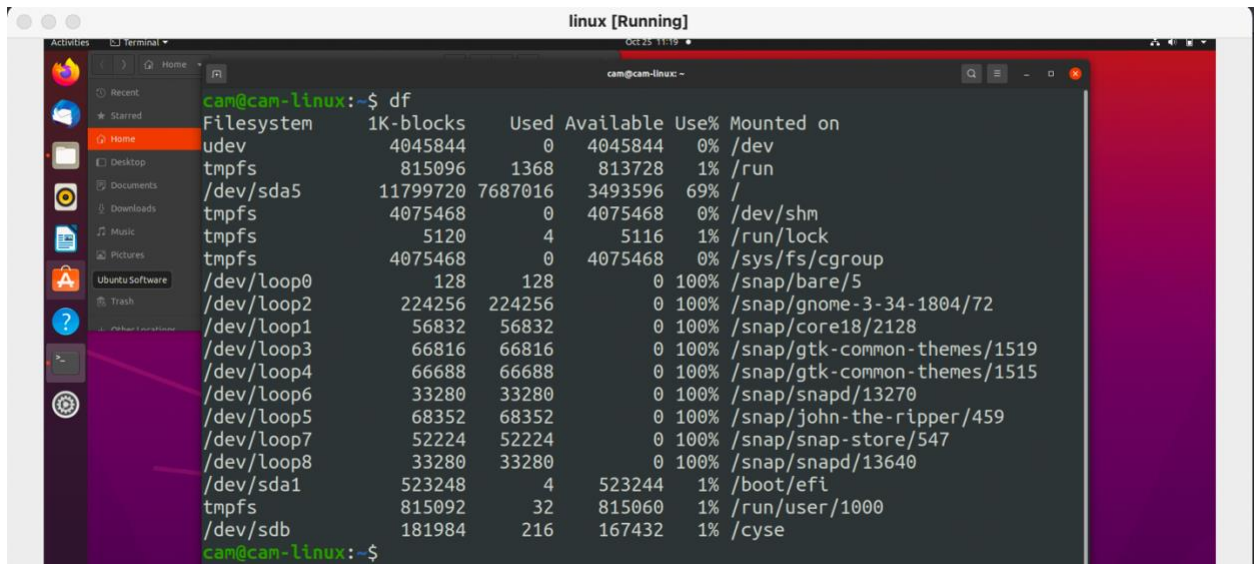 linux [Running]
Activities Terminal Oct 25 11:19
Home
cam@cam-linux: ~
Recent
Starred
Home
Desktop
Documents
Downloads
Music
Pictures
Ubuntu Software
Trash
Other Locations
cam@cam-linux:~$ df
Filesystem 1K-blocks Used Available Use% Mounted on
udev 4045844 0 4045844 0% /dev
tmpfs 815096 1368 813728 1% /run
/dev/sda5 11799720 7687016 3493596 69% /
tmpfs 4075468 0 4075468 0% /dev/shm
tmpfs 5120 4 5116 1% /run/lock
tmpfs 4075468 0 4075468 0% /sys/fs/cgroup
/dev/loop0 128 128 0 100% /snap/bare/5
/dev/loop2 224256 224256 0 100% /snap/gnome-3-34-1804/72
/dev/loop1 56832 56832 0 100% /snap/core18/2128
/dev/loop3 66816 66816 0 100% /snap/gtk-common-themes/1519
/dev/loop4 66688 66688 0 100% /snap/gtk-common-themes/1515
/dev/loop6 33280 33280 0 100% /snap/snapd/13270
/dev/loop5 68352 68352 0 100% /snap/john-the-ripper/459
/dev/loop7 52224 52224 0 100% /snap/snap-store/547
/dev/loop8 33280 33280 0 100% /snap/snapd/13640
/dev/sda1 523248 4 523244 1% /boot/efi
tmpfs 815092 32 815060 1% /run/user/1000
/dev/sdb 181984 216 167432 1% /cyse
cam@cam-linux:~$